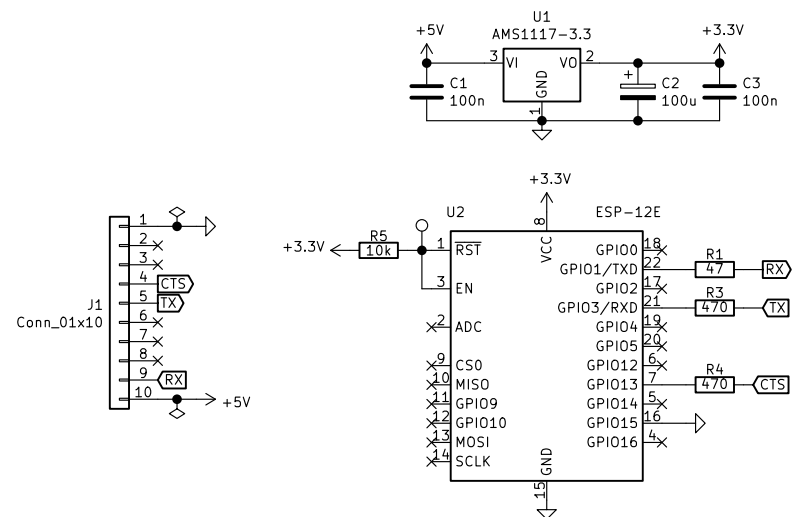 U1
AMS1117-3.3
+5V
+3.3V
3 VI VO 2
GND
1
C1
100n
+
C2
100u
C3
100n
J1
Conn_01x10
1
2
3
4 CTS
5 TX
6
7
8
9 RX
10 +5V
+3.3V
R5
10k
U2
ESP-12E
+3.3V
8
VCC
1 RST
3 EN
2 ADC
9 CS0
10 MISO
11 GPIO9
12 GPIO10
13 MOSI
14 SCLK
GPIO0 18
GPIO1/TXD 22
R1
47
RX
GPIO2 17
GPIO3/RXD 21
R3
470
TX
GPIO4 19
GPIO5 20
GPIO12 6
GPIO13 7
R4
470
CTS
GPIO14 5
GPIO15 16
GPIO16 4
GND
15